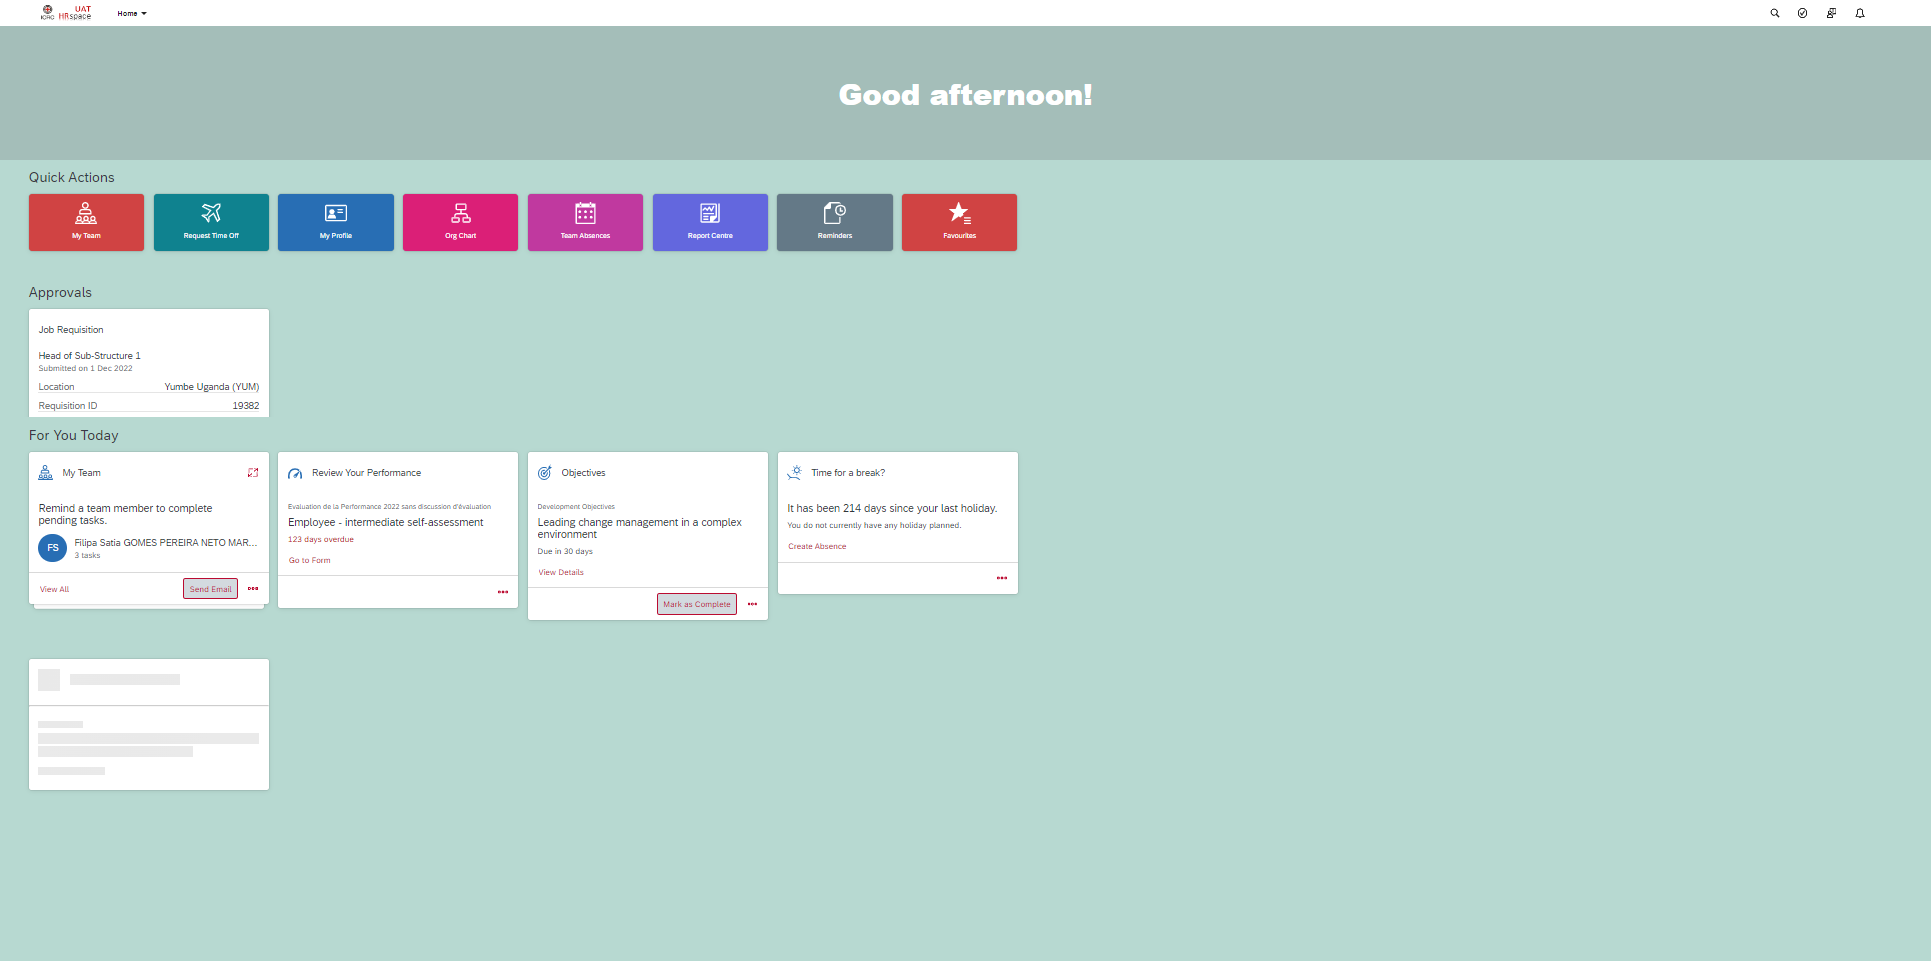 ICRC
UAT
HRspace
Home
Good afternoon!
Quick Actions
My Team
Request Time Off
My Profile
Org Chart
Team Absences
Report Centre
Reminders
Favourites
Approvals
Job Requisition
Head of Sub-Structure 1
Submitted on 1 Dec 2022
Location Yumbe Uganda (YUM)
Requisition ID 19382
For You Today
My Team
Remind a team member to complete
pending tasks.
FS
Filipa Satia GOMES PEREIRA NETO MAR...
3 tasks
View All
Send Email
Review Your Performance
Evaluation de la Performance 2022 sans discussion d'évaluation
Employee - intermediate self-assessment
123 days overdue
Go to Form
Objectives
Development Objectives
Leading change management in a complex
environment
Due in 30 days
View Details
Mark as Complete
Time for a break?
It has been 214 days since your last holiday.
You do not currently have any holiday planned.
Create Absence